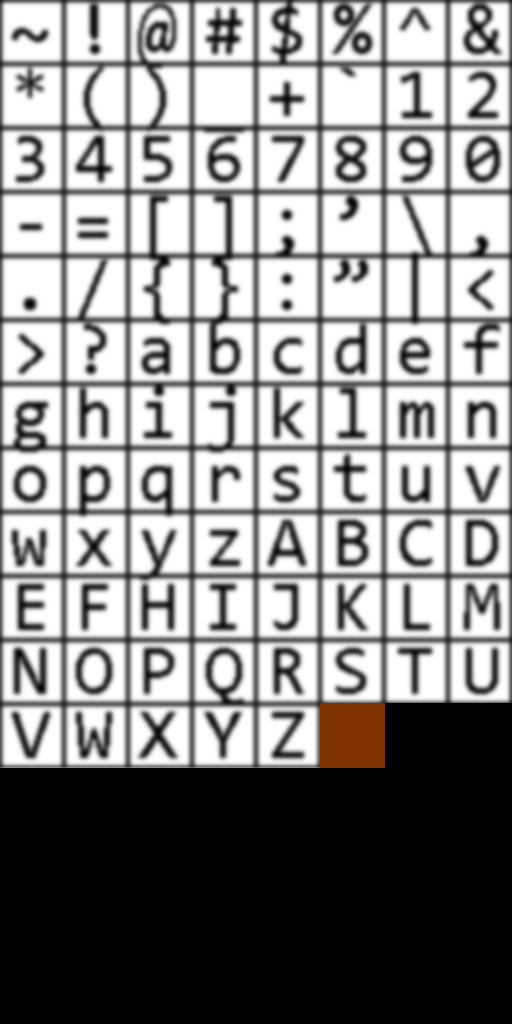 ~ ! @ # $ % ^ &
* ( ) _ + ` 1 2
3 4 5 6 7 8 9 0
- = [ ] ; ’ \ ,
. / { } : ” | <
> ? a b c d e f
g h i j k l m n
o p q r s t u v
w x y z A B C D
E F H I J K L M
N O P Q R S T U
V W X Y Z